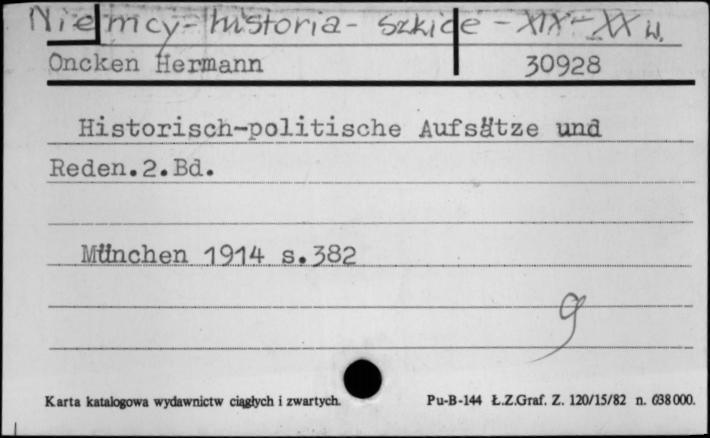 Niemcy - historia - szkice - XIX - XX w.
Oncken Hermann 30928
Historisch-politische Aufsätze und
Reden.2.Bd.
München 1914 s.382
g
Karta katalogowa wydawnictw ciągłych i zwartych. Pu-B-144 Ł.Z.Graf. Z. 120/15/82 n. 638000.